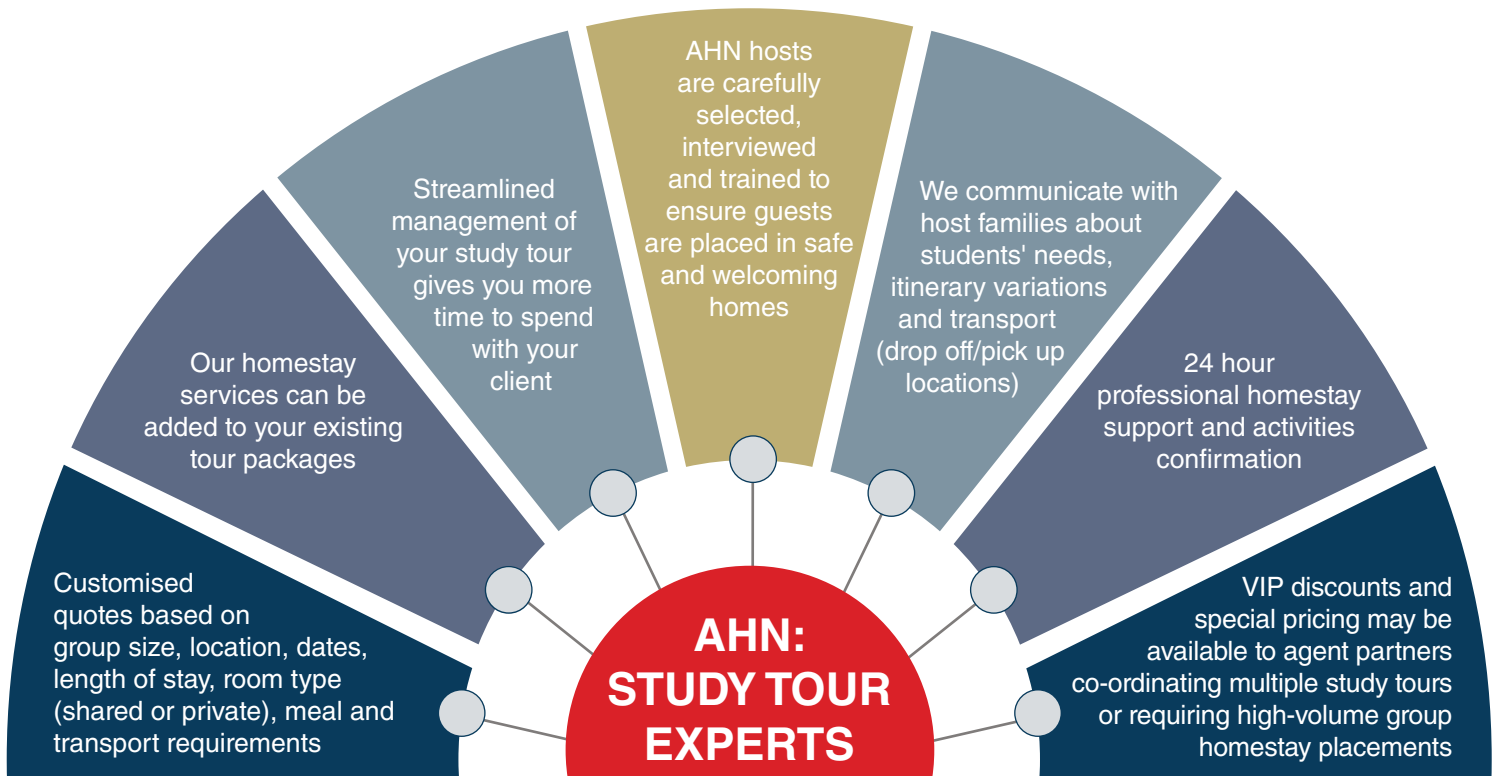 Customised
quotes based on
group size, location, dates,
length of stay, room type
(shared or private), meal and
transport requirements
Our homestay
services can be
added to your existing
tour packages
Streamlined
management of
your study tour
gives you more
time to spend
with your
client
AHN hosts
are carefully
selected,
interviewed
and trained to
ensure guests
are placed in safe
and welcoming
homes
We communicate with
host families about
students' needs,
itinerary variations
and transport
(drop off/pick up
locations)
24 hour
professional homestay
support and activities
confirmation
VIP discounts and
special pricing may be
available to agent partners
co-ordinating multiple study tours
or requiring high-volume group
homestay placements
AHN:
STUDY TOUR
EXPERTS